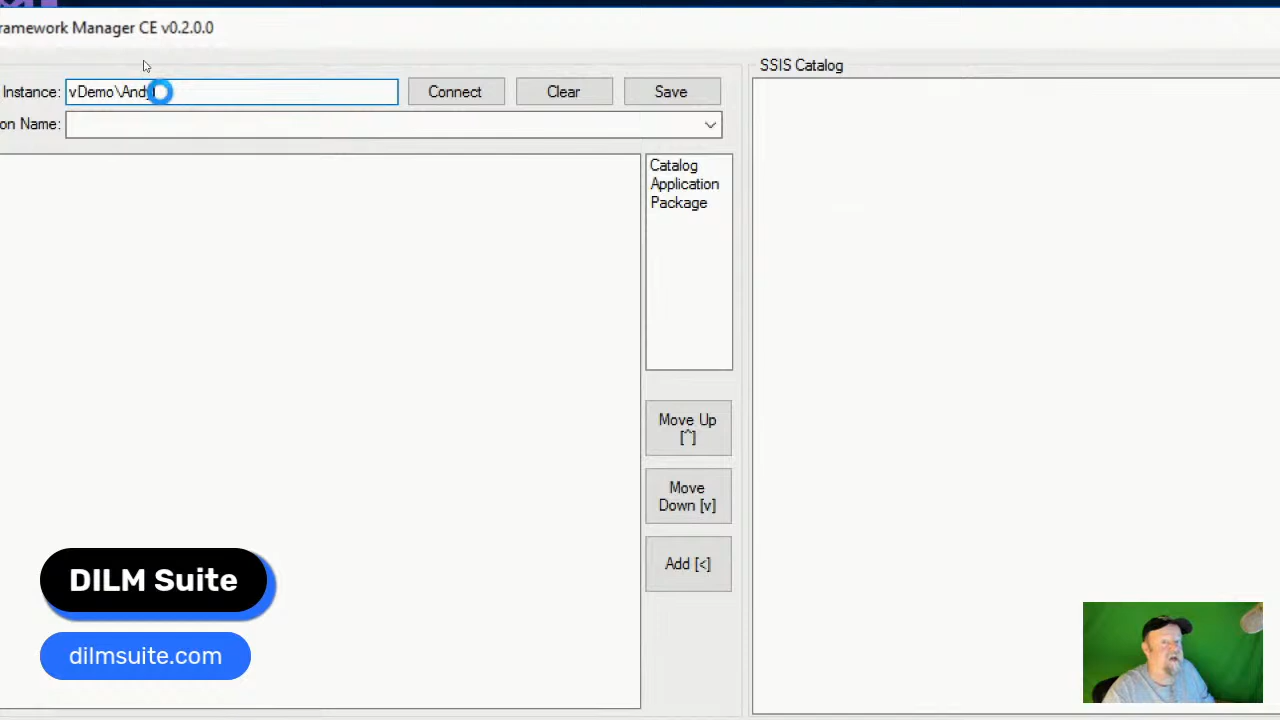 ramework Manager CE v0.2.0.0
SSIS Catalog
Instance: vDemo\And Connect Clear Save
on Name:
Catalog
Application
Package
Move Up
[^]
Move
Down [v]
Add [<]
DILM Suite
dilmsuite.com